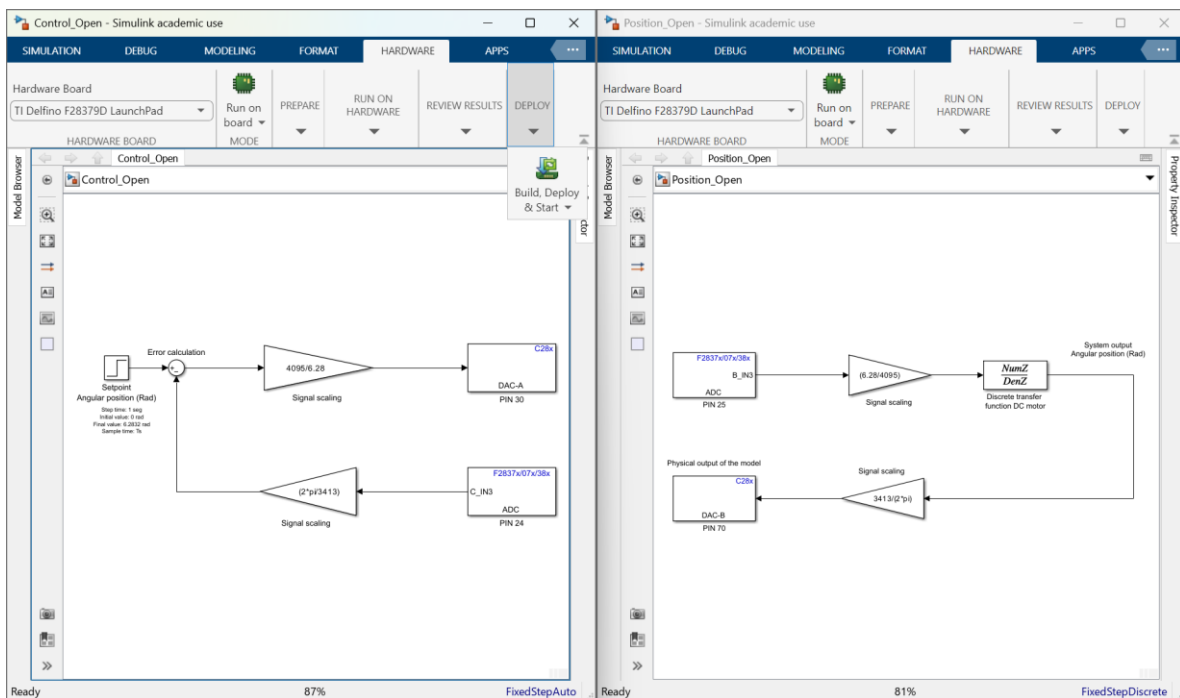 Control_Open - Simulink academic use
SIMULATION DEBUG MODELING FORMAT HARDWARE APPS
Hardware Board
TI Delfino F28379D LaunchPad
HARDWARE BOARD
Run on
board
MODE
PREPARE
RUN ON
HARDWARE
REVIEW RESULTS
DEPLOY
Build, Deploy
& Start
Model Browser
Control_Open
Control_Open
Error calculation
Setpoint
Angular position (Rad)
Step time: 1 seg
Initial value: 0 rad
Final value: 6.2832 rad
Sample time: Ts
4095/6.28
Signal scaling
C28x
DAC-A
PIN 30
(2*pi/3413)
Signal scaling
F2837x/07x/38x
C_IN3
ADC
PIN 24
Ready 87% FixedStepAuto
Position_Open - Simulink academic use
SIMULATION DEBUG MODELING FORMAT HARDWARE APPS
Hardware Board
TI Delfino F28379D LaunchPad
HARDWARE BOARD
Run on
board
MODE
PREPARE
RUN ON
HARDWARE
REVIEW RESULTS
DEPLOY
Model Browser
Position_Open
Position_Open
Property Inspector
F2837x/07x/38x
B_IN3
ADC
PIN 25
(6.28/4095)
Signal scaling
NumZ
DenZ
Discrete transfer
function DC motor
System output
Angular position (Rad)
Physical output of the model
C28x
DAC-B
PIN 70
Signal scaling
3413/(2*pi)
Ready 81% FixedStepDiscrete